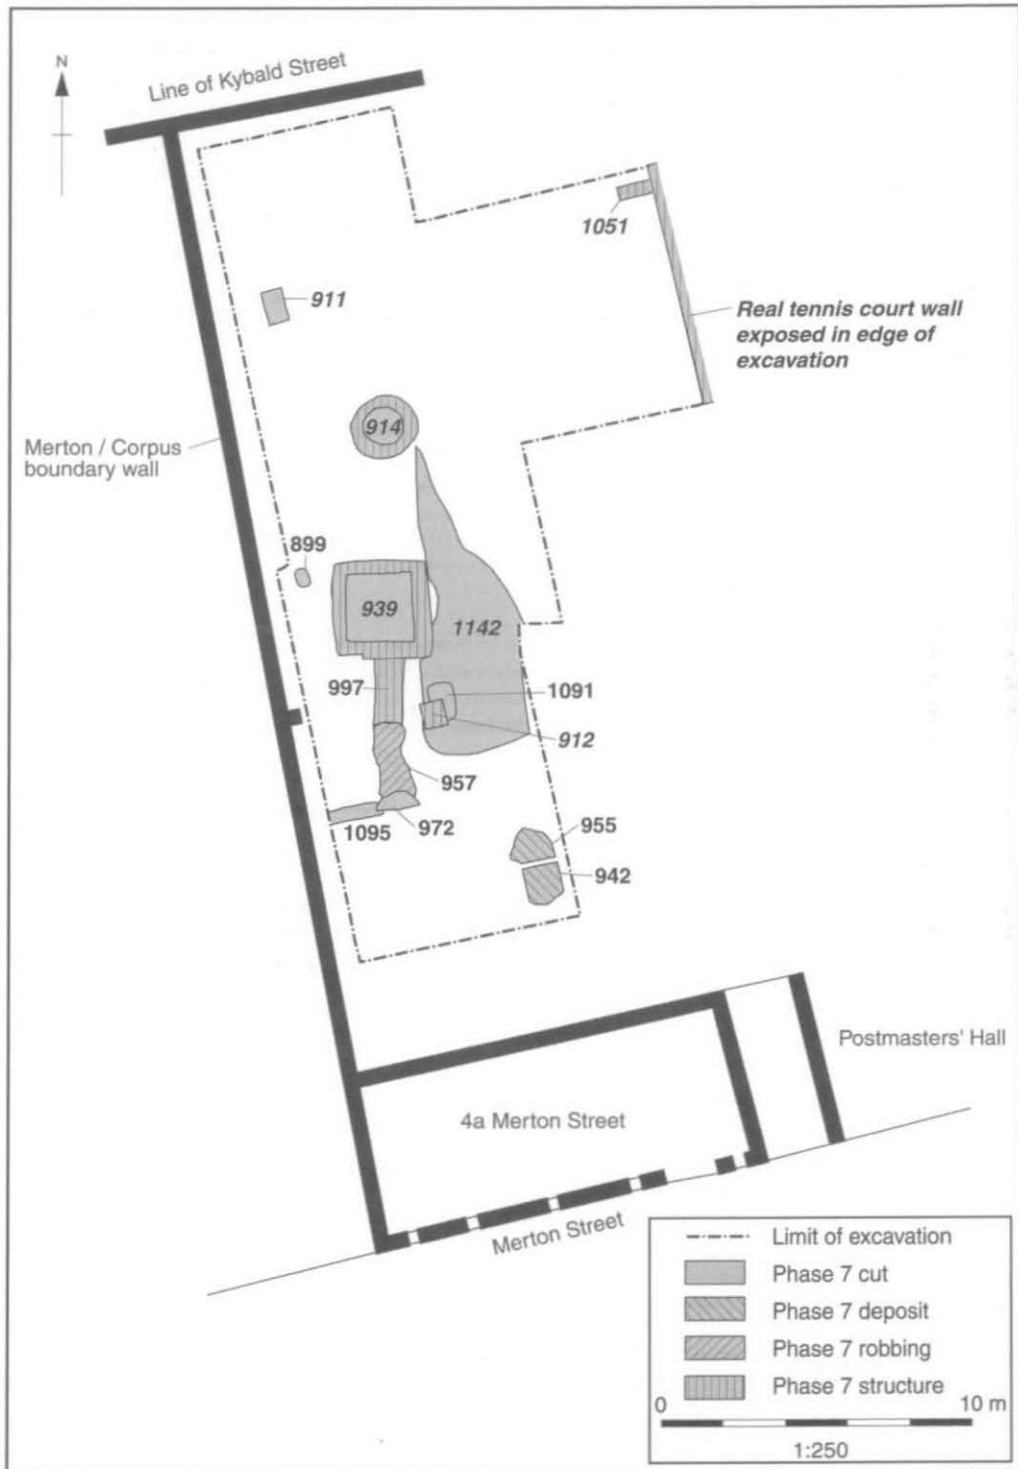 N
Line of Kybald Street
1051
911
Real tennis court wall
exposed in edge of
excavation
914
Merton / Corpus
boundary wall
899
939
1142
997
1091
912
957
1095
972
955
942
Postmasters' Hall
4a Merton Street
Merton Street
Limit of excavation
Phase 7 cut
Phase 7 deposit
Phase 7 robbing
Phase 7 structure
0
10 m
1:250